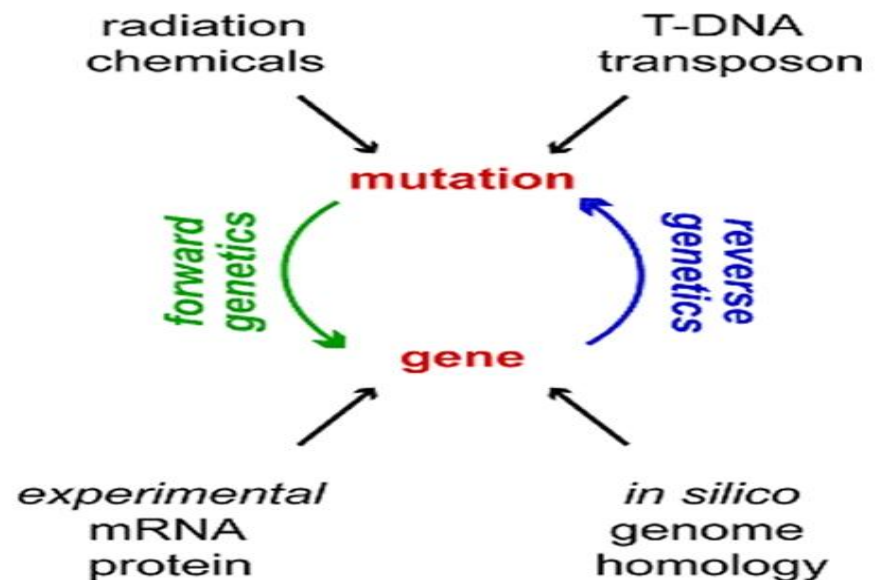 radiation
chemicals
T-DNA
transposon
mutation
forward
genetics
reverse
genetics
gene
experimental
mRNA
protein
in silico
genome
homology